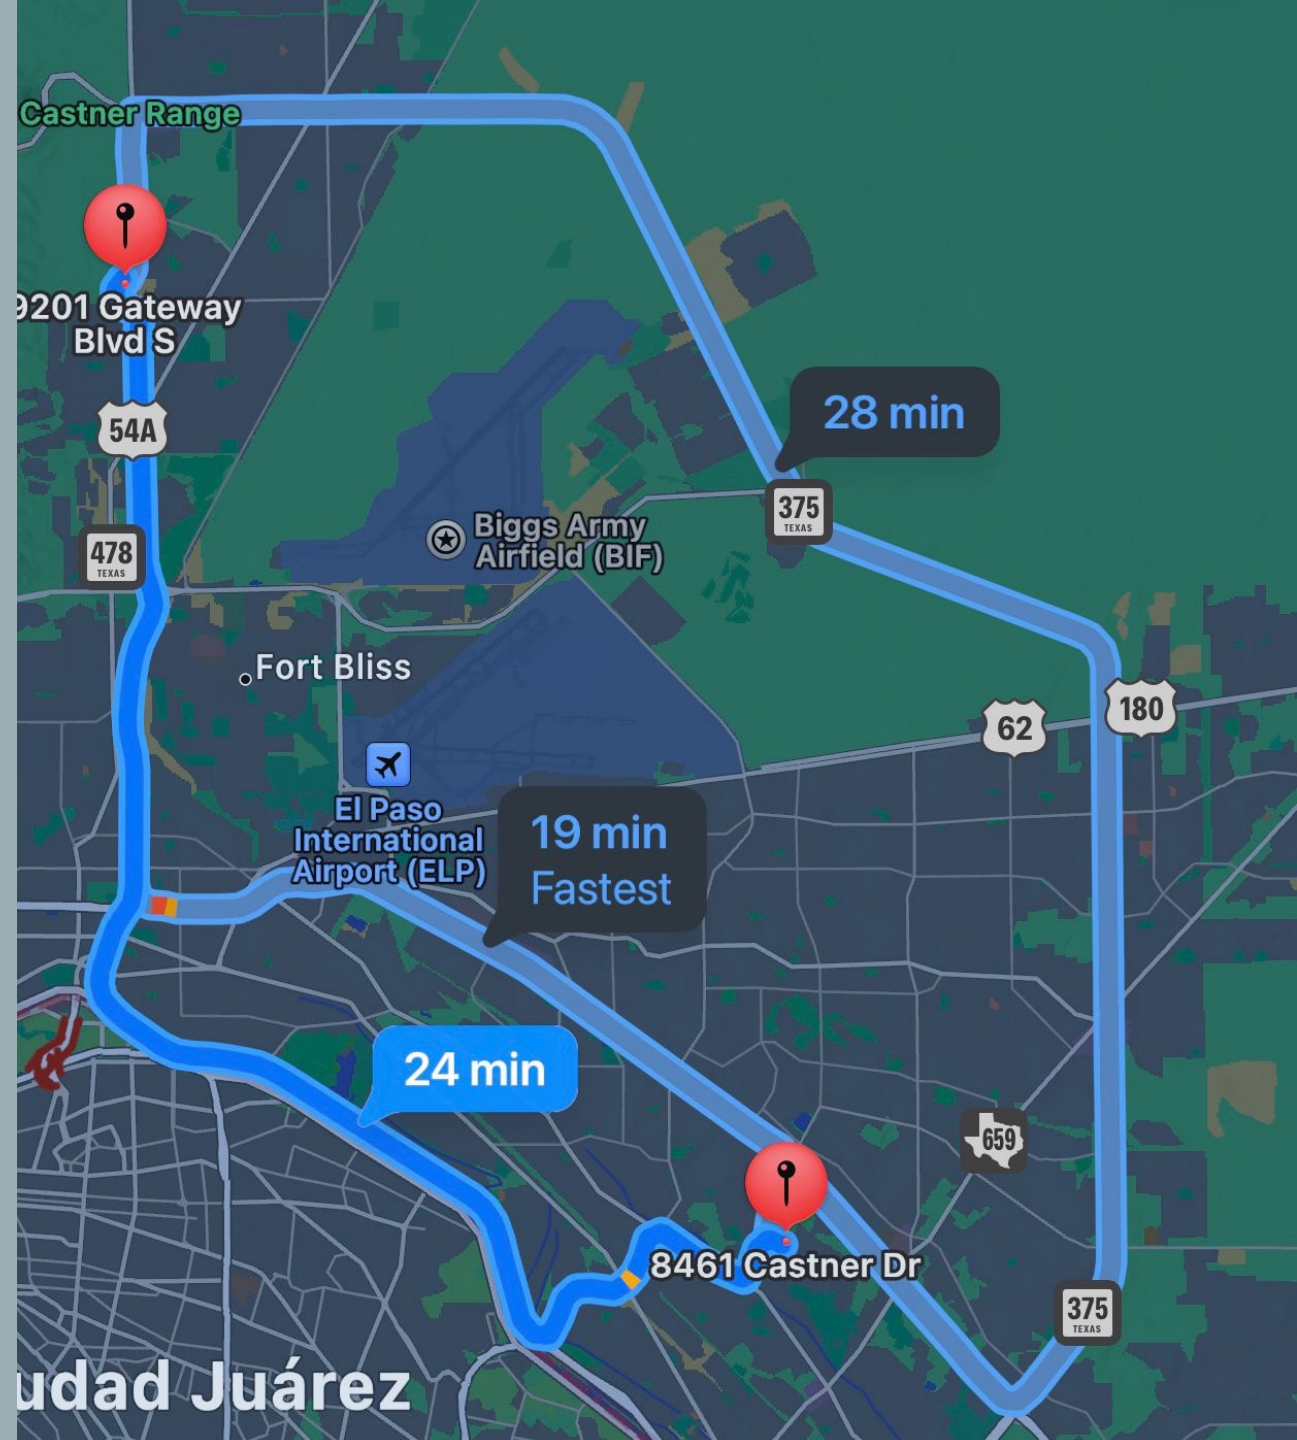 Castner Range
9201 Gateway
Blvd S
54A
28 min
375
TEXAS
478
TEXAS
Biggs Army
Airfield (BIF)
Fort Bliss
62
180
El Paso
International
Airport (ELP)
19 min
Fastest
24 min
659
8461 Castner Dr
375
TEXAS
udad Juárez